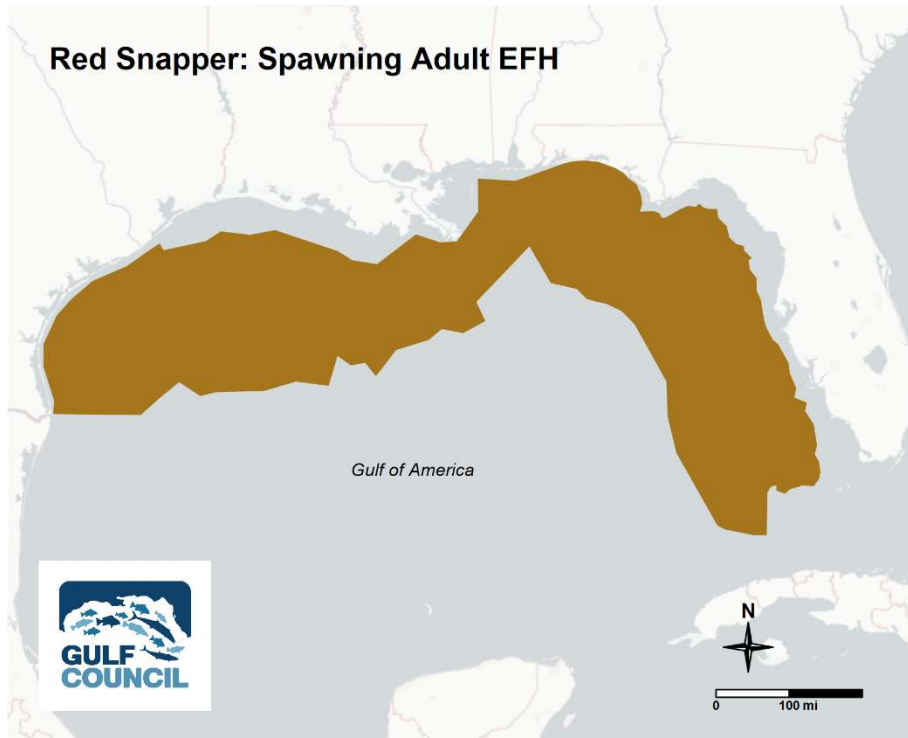 Red Snapper: Spawning Adult EFH
Gulf of America
GULF
COUNCIL
N
0 100 mi